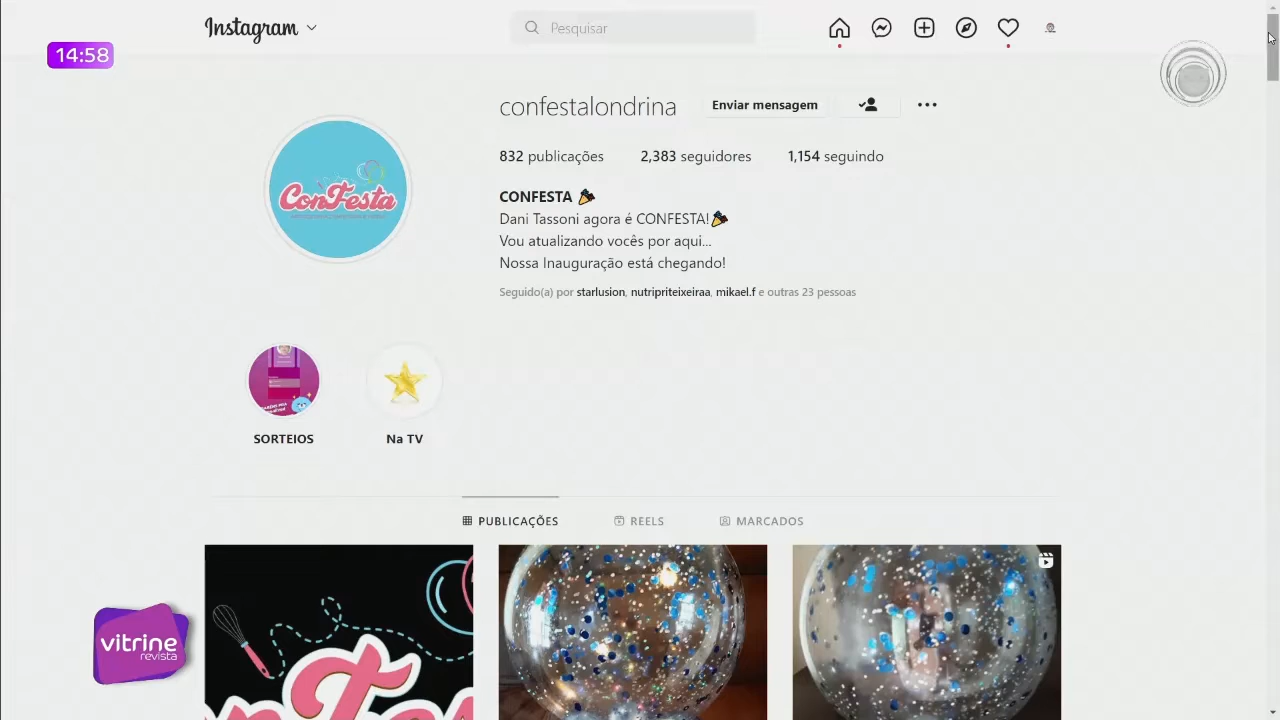 Instagram
Pesquisar
14:58
confestalondrina
Enviar mensagem
832 publicações
2,383 seguidores
1,154 seguindo
ConFesta
CONFESTA
Dani Tassoni agora é CONFESTA!
Vou atualizando vocês por aqui...
Nossa Inauguração está chegando!
Seguido(a) por starlusion, nutripriteixeiraa, mikael.f e outras 23 pessoas
SORTEIOS
Na TV
PUBLICAÇÕES
REELS
MARCADOS
vitrine
revista